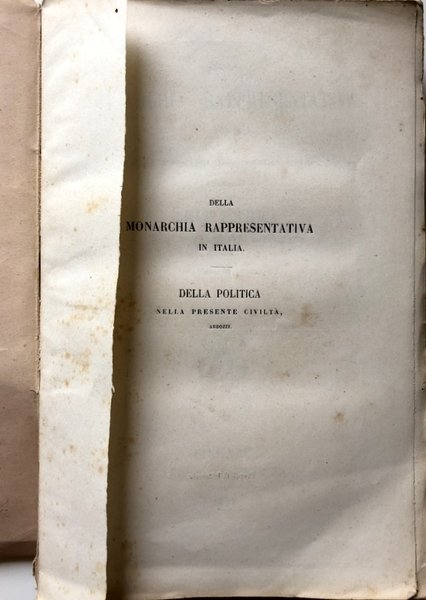 DELLA
MONARCHIA RAPPRESENTATIVA
IN ITALIA.
DELLA POLITICA
NELLA PRESENTE CIVILTÀ,
ABBOZZI.